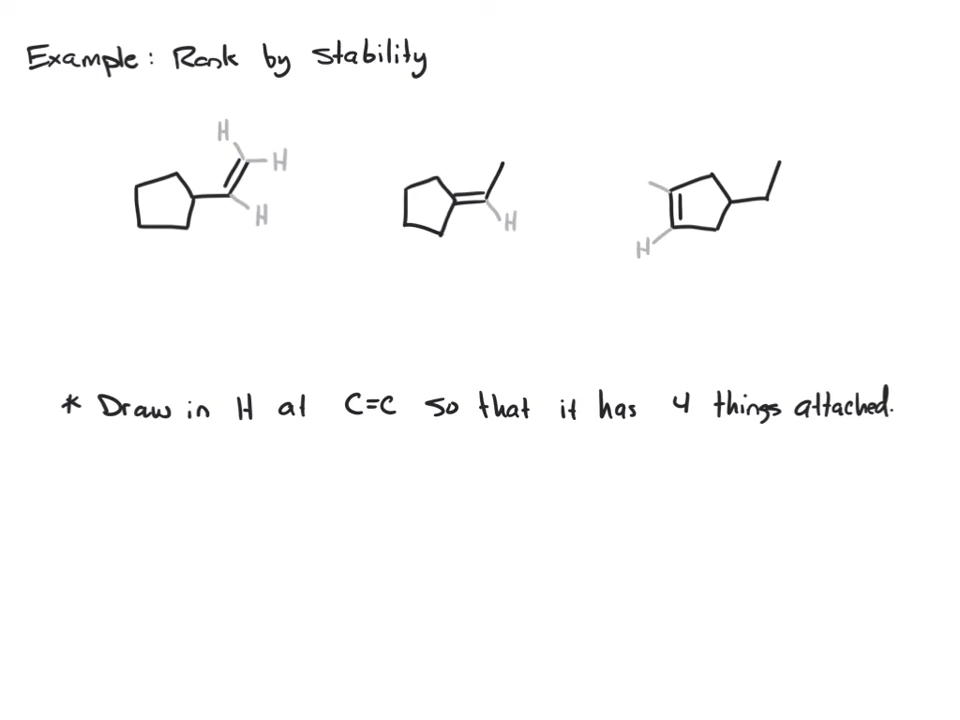 Example: Rank by stability
H
H
H
H
H
* Draw in H at C=C so that it has 4 things attached.